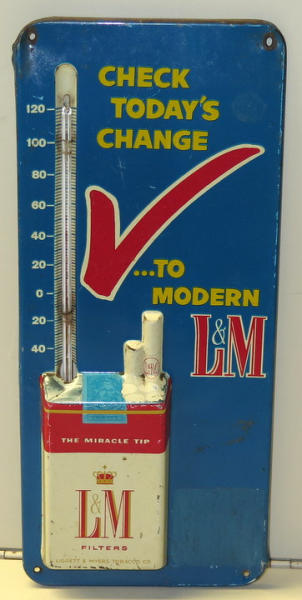 CHECK
TODAY'S
CHANGE
...TO
MODERN
L&M
120
100
80
60
40
20
0
20
40
THE MIRACLE TIP
L&M
FILTERS
LIGGETT & MYERS TOBACCO CO.